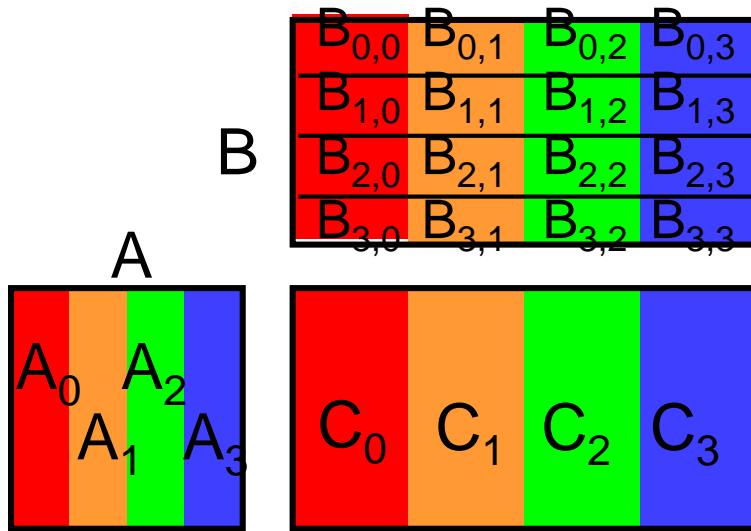 B0,0 B0,1 B0,2 B0,3
B1,0 B1,1 B1,2 B1,3
B
B2,0 B2,1 B2,2 B2,3
B3,0 B3,1 B3,2 B3,3
A
A0 A2
A1 A3
C0 C1 C2 C3